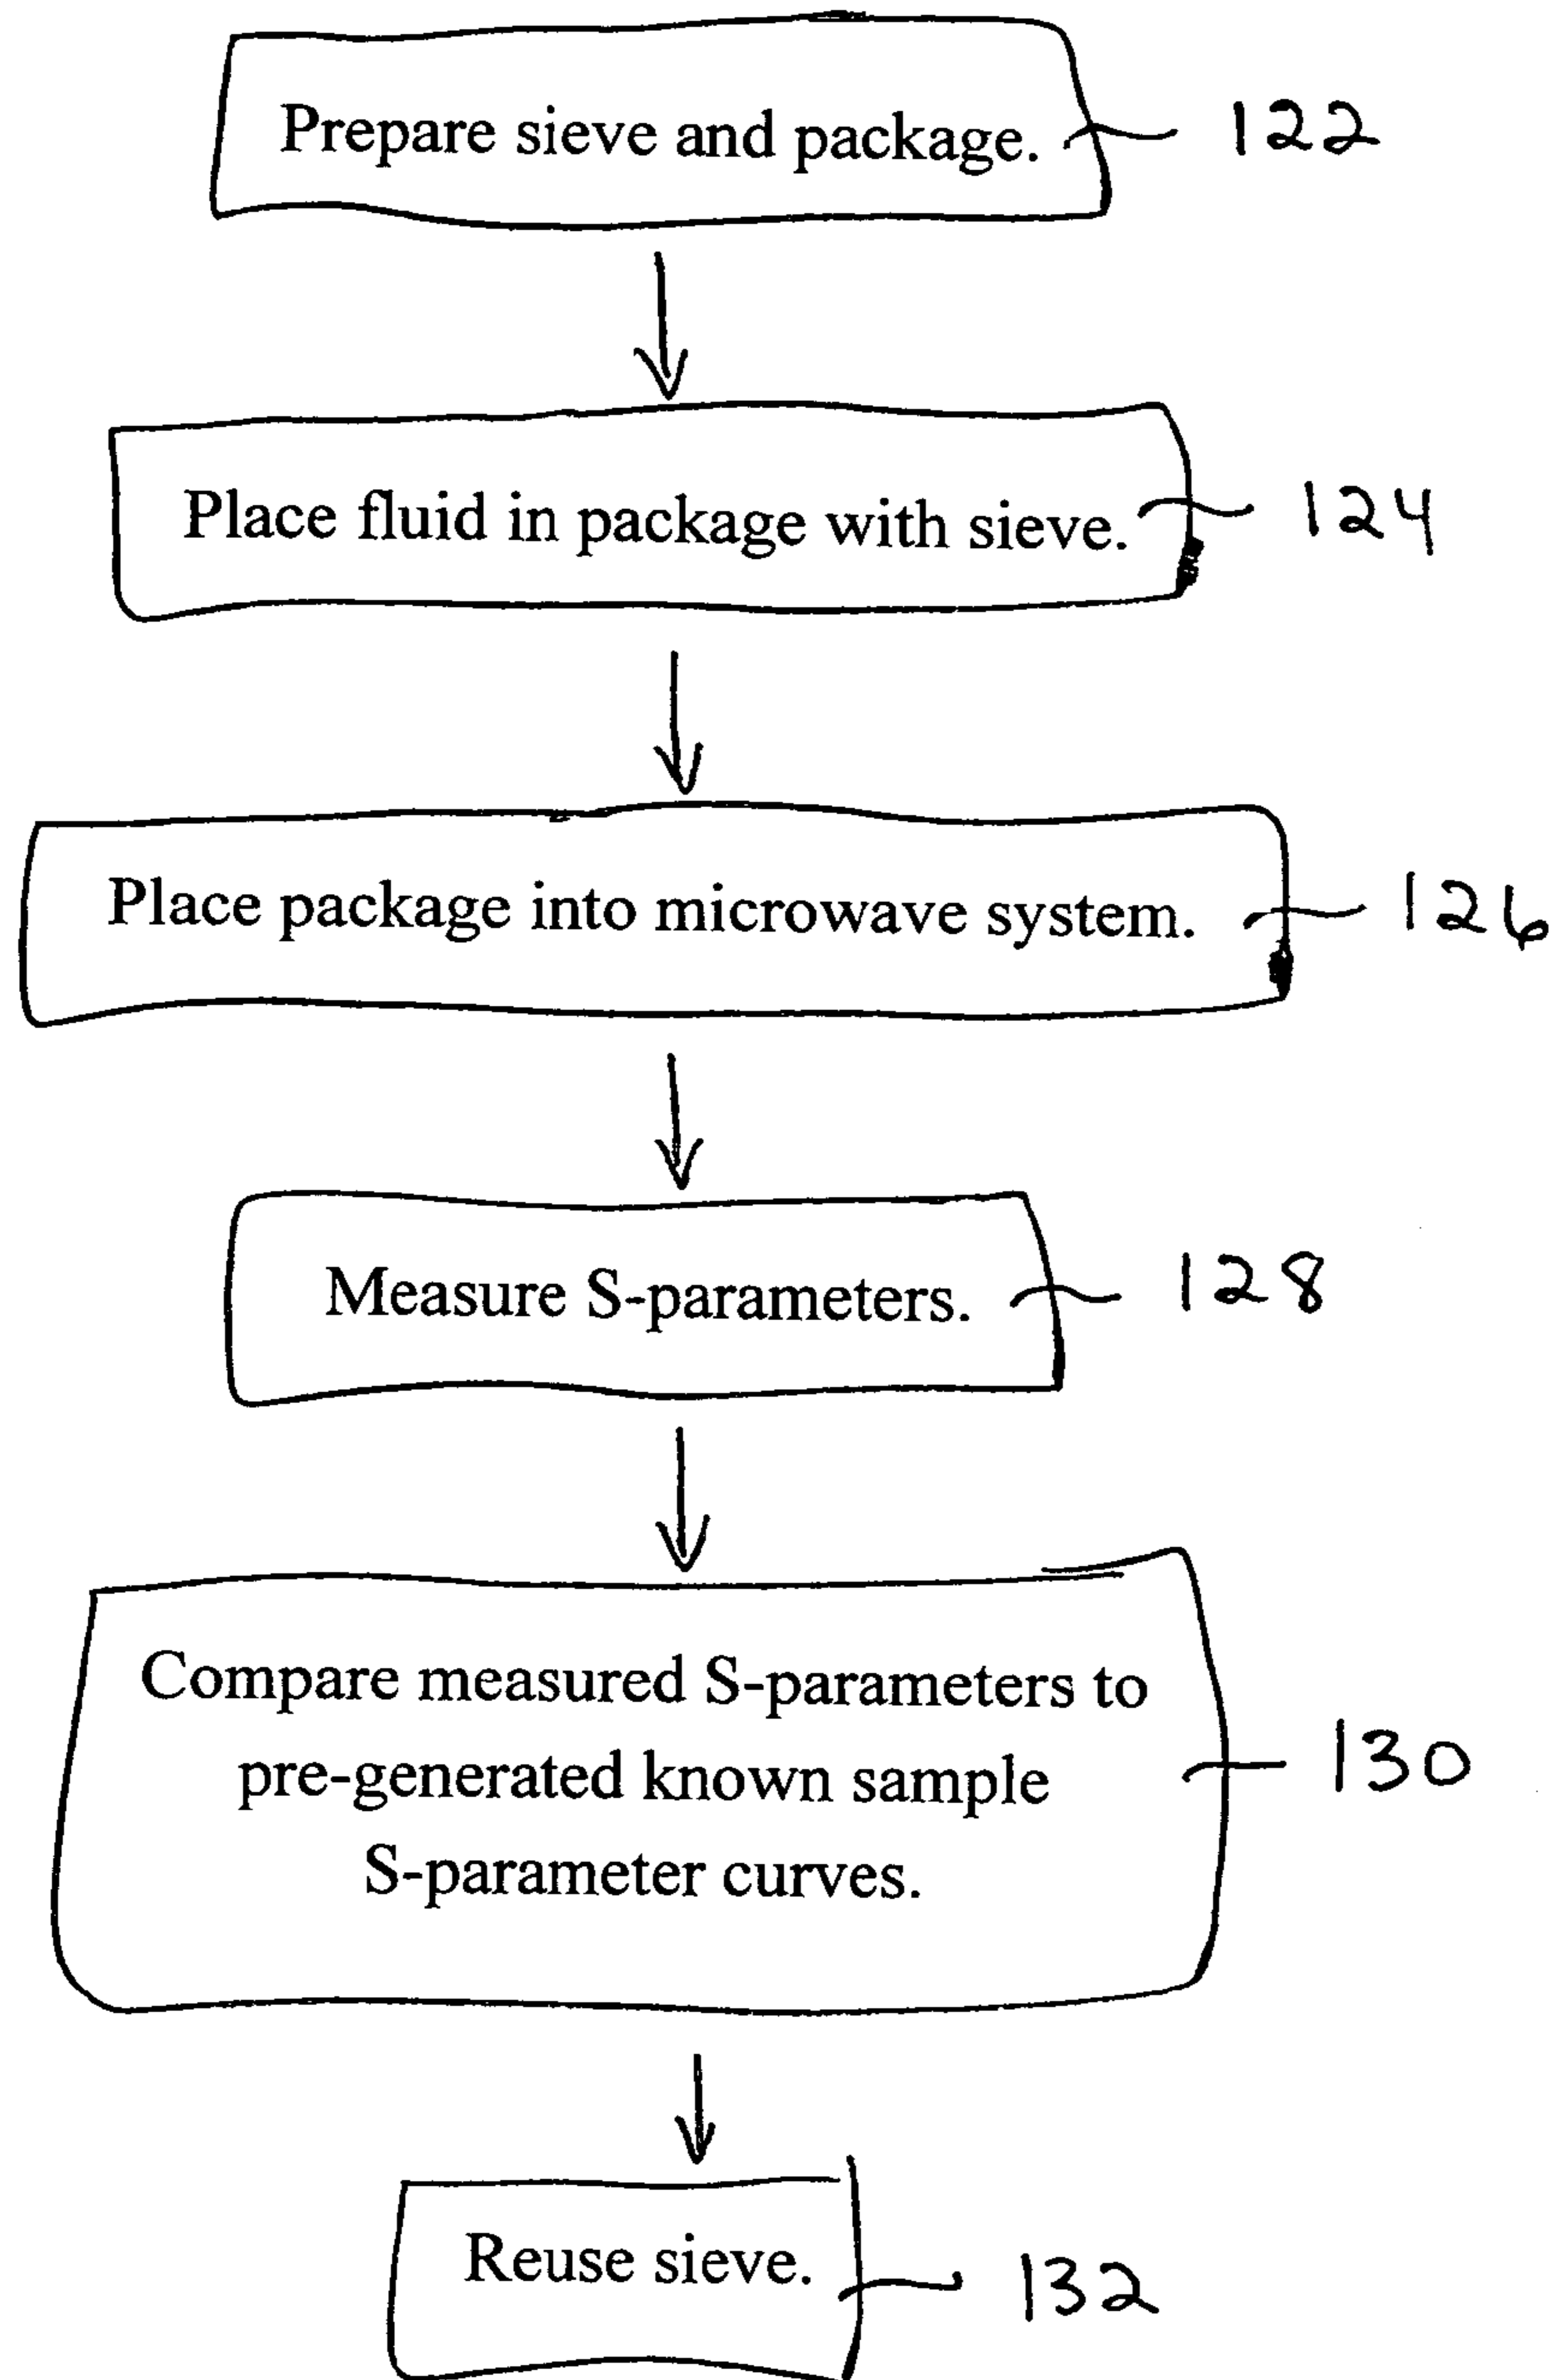 Prepare sieve and package. 122
Place fluid in package with sieve. 124
Place package into microwave system. 126
Measure S-parameters. 128
Compare measured S-parameters to
pre-generated known sample 130
S-parameter curves.
Reuse sieve. 132